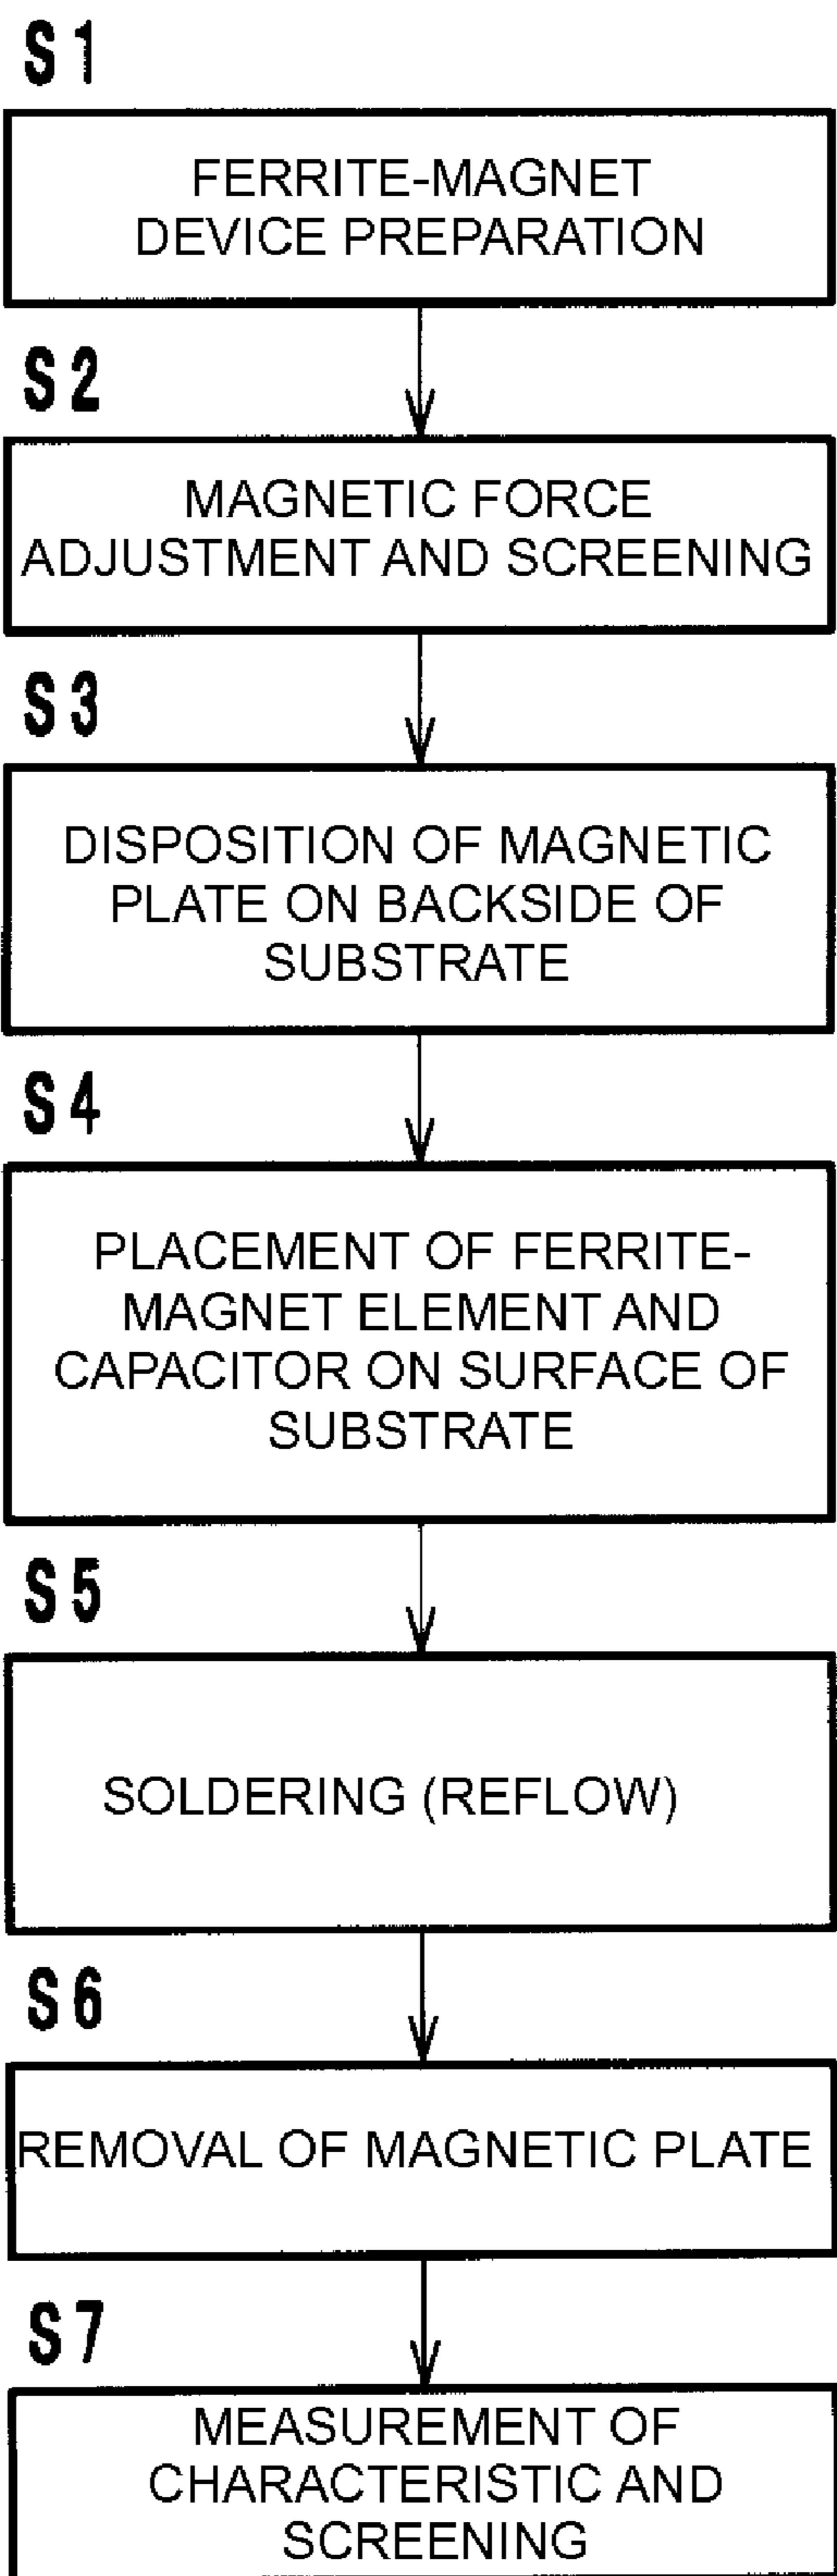 S1
FERRITE-MAGNET
DEVICE PREPARATION
S2
MAGNETIC FORCE
ADJUSTMENT AND SCREENING
S3
DISPOSITION OF MAGNETIC
PLATE ON BACKSIDE OF
SUBSTRATE
S4
PLACEMENT OF FERRITE-
MAGNET ELEMENT AND
CAPACITOR ON SURFACE OF
SUBSTRATE
S5
SOLDERING (REFLOW)
S6
REMOVAL OF MAGNETIC PLATE
S7
MEASUREMENT OF
CHARACTERISTIC AND
SCREENING